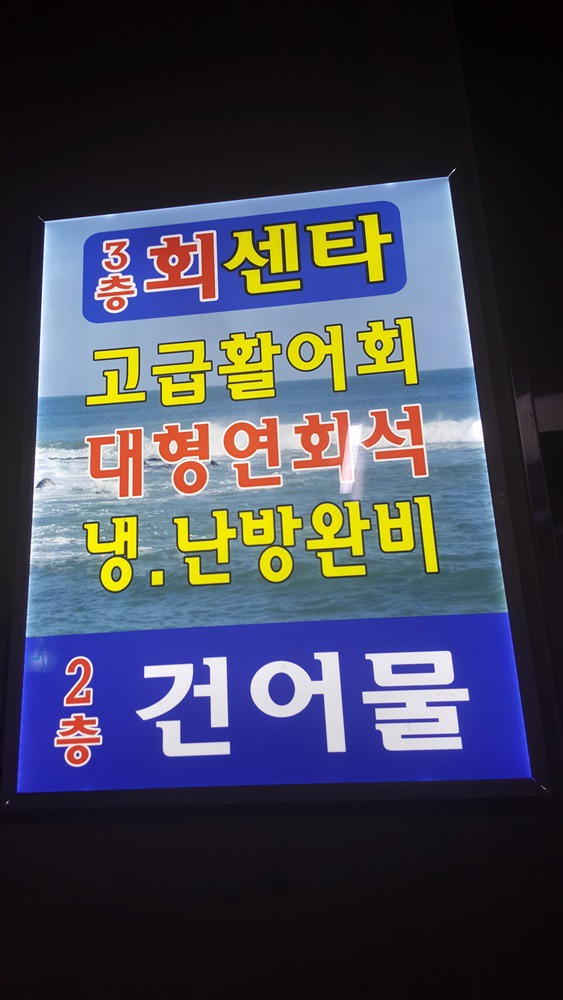 3층 회센타
고급활어회
대형연회석
냉.난방완비
2층 건어물